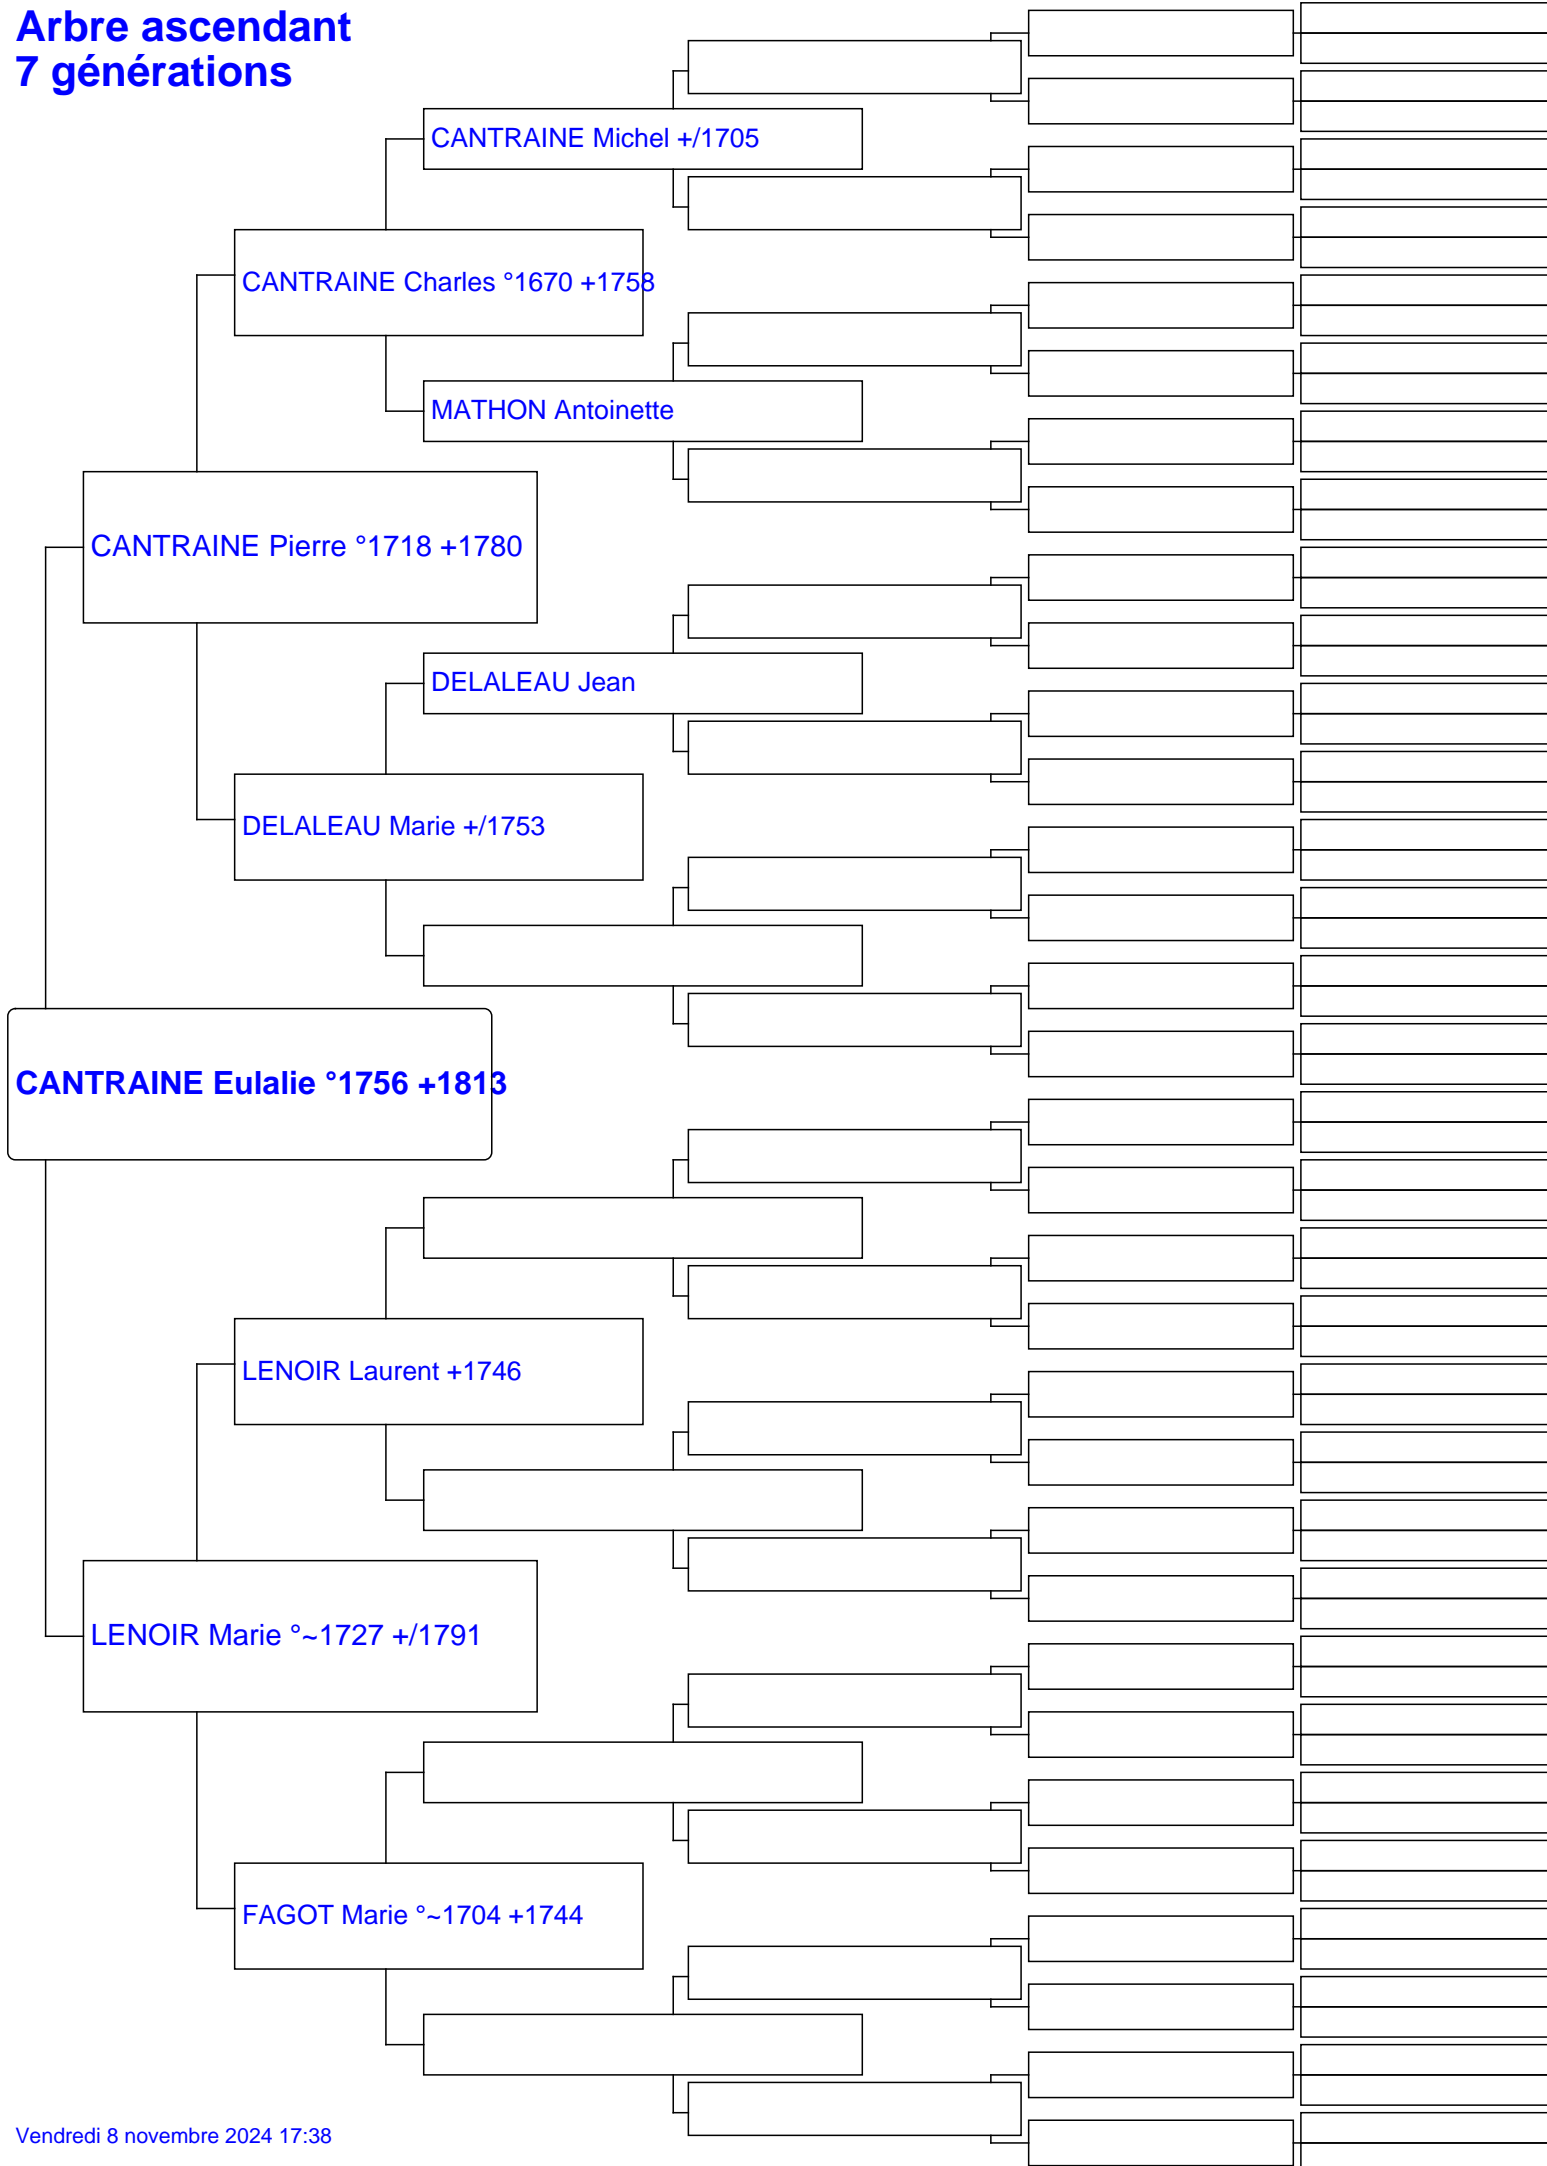 Arbre ascendant
7 générations
CANTRAINE Michel +/1705
CANTRAINE Charles °1670 +1758
MATHON Antoinette
CANTRAINE Pierre °1718 +1780
DELALEAU Jean
DELALEAU Marie +/1753
CANTRAINE Eulalie °1756 +1813
LENOIR Laurent +1746
LENOIR Marie °~1727 +/1791
FAGOT Marie °~1704 +1744
Vendredi 8 novembre 2024 17:38